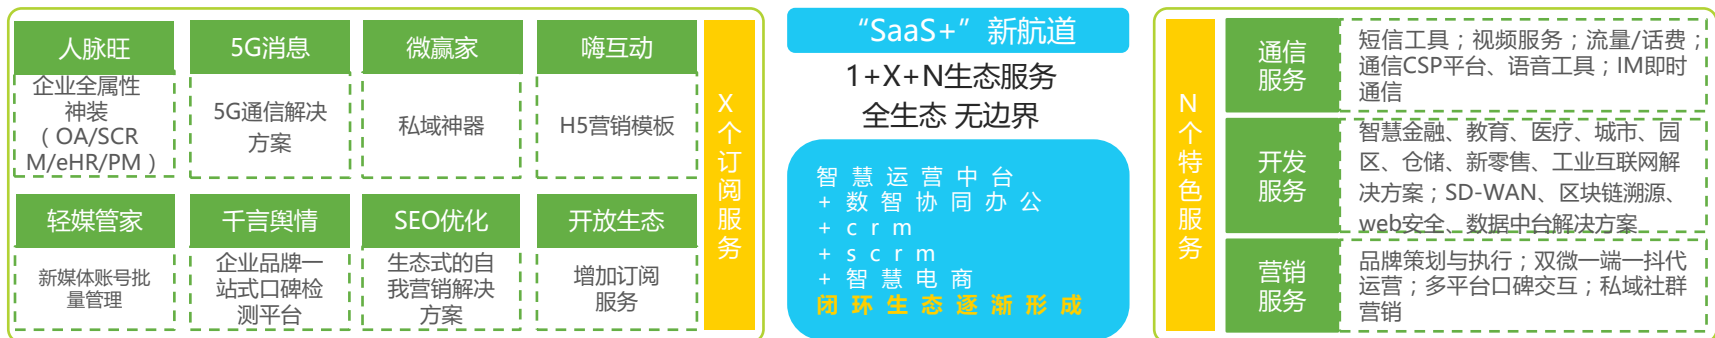 人脉旺
企业全属性
神装
（OA/SCR
M/eHR/PM）
5G消息
5G通信解决
方案
微赢家
私域神器
嗨互动
H5营销模板
轻媒管家
新媒体账号批
量管理
千言舆情
企业品牌一
站式口碑检
测平台
SEO优化
生态式的自
我营销解决
方案
开放生态
增加订阅
服务
X
个
订
阅
服
务
“SaaS+”新航道
1+X+N生态服务
全生态 无边界
智慧运营中台
+数智协同办公
+crm
+scrm
+智慧电商
闭环生态逐渐形成
N
个
特
色
服
务
通信
服务
短信工具；视频服务；流量/话费；
通信CSP平台、语音工具；IM即时
通信
开发
服务
智慧金融、教育、医疗、城市、园
区、仓储、新零售、工业互联网解
决方案；SD-WAN、区块链溯源、
web安全、数据中台解决方案
营销
服务
品牌策划与执行；双微一端一抖代
运营；多平台口碑交互；私域社群
营销